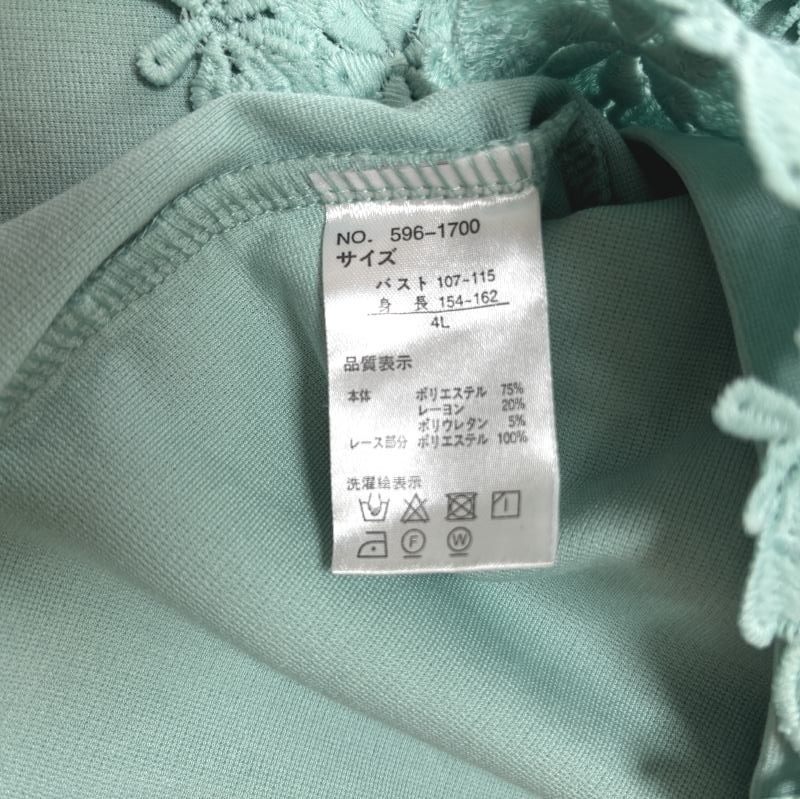 NO. 596-1700
サイズ
バスト 107-115
身 長 154-162
4L
品質表示
本体 ポリエステル 75%
レーヨン 20%
ポリウレタン 5%
レース部分 ポリエステル 100%
洗濯絵表示
F W